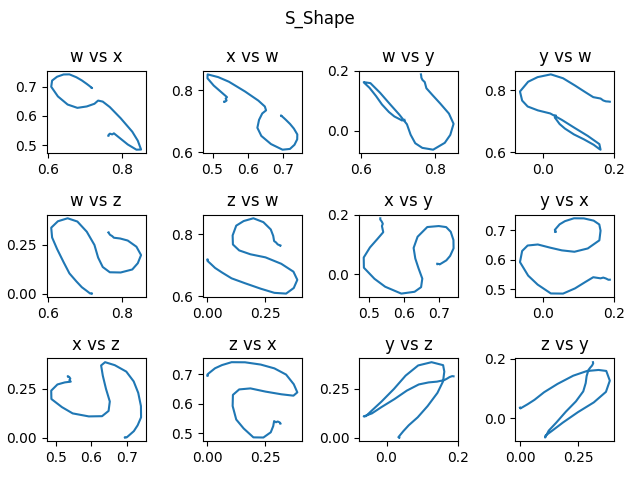 S_Shape
w vs x x vs w w vs y y vs w
0.7 0.6 0.5 0.8 0.6 0.2 0.0 0.8 0.6
0.6 0.8 0.5 0.6 0.7 0.6 0.8 0.0 0.2
w vs z z vs w x vs y y vs x
0.25 0.00 0.8 0.6 0.2 0.0 0.7 0.6 0.5
0.6 0.8 0.00 0.25 0.5 0.6 0.7 0.0 0.2
x vs z z vs x y vs z z vs y
0.25 0.00 0.7 0.6 0.5 0.25 0.00 0.2 0.0
0.5 0.6 0.7 0.00 0.25 0.0 0.2 0.00 0.25